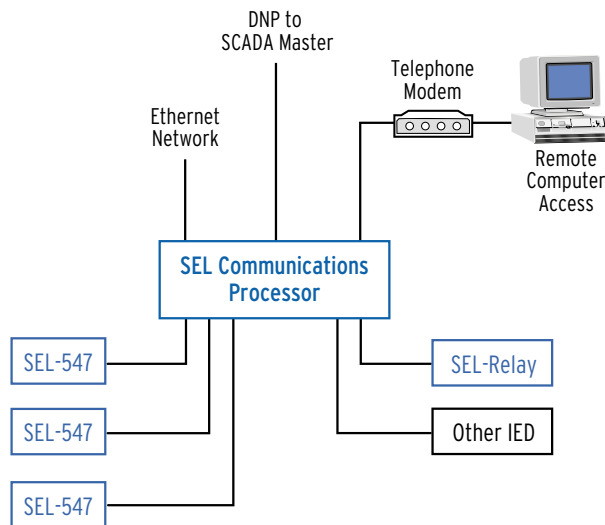 DNP to
SCADA Master
Telephone
Modem
Ethernet
Network
Remote
Computer
Access
SEL Communications
Processor
SEL-547
SEL-Relay
SEL-547
Other IED
SEL-547